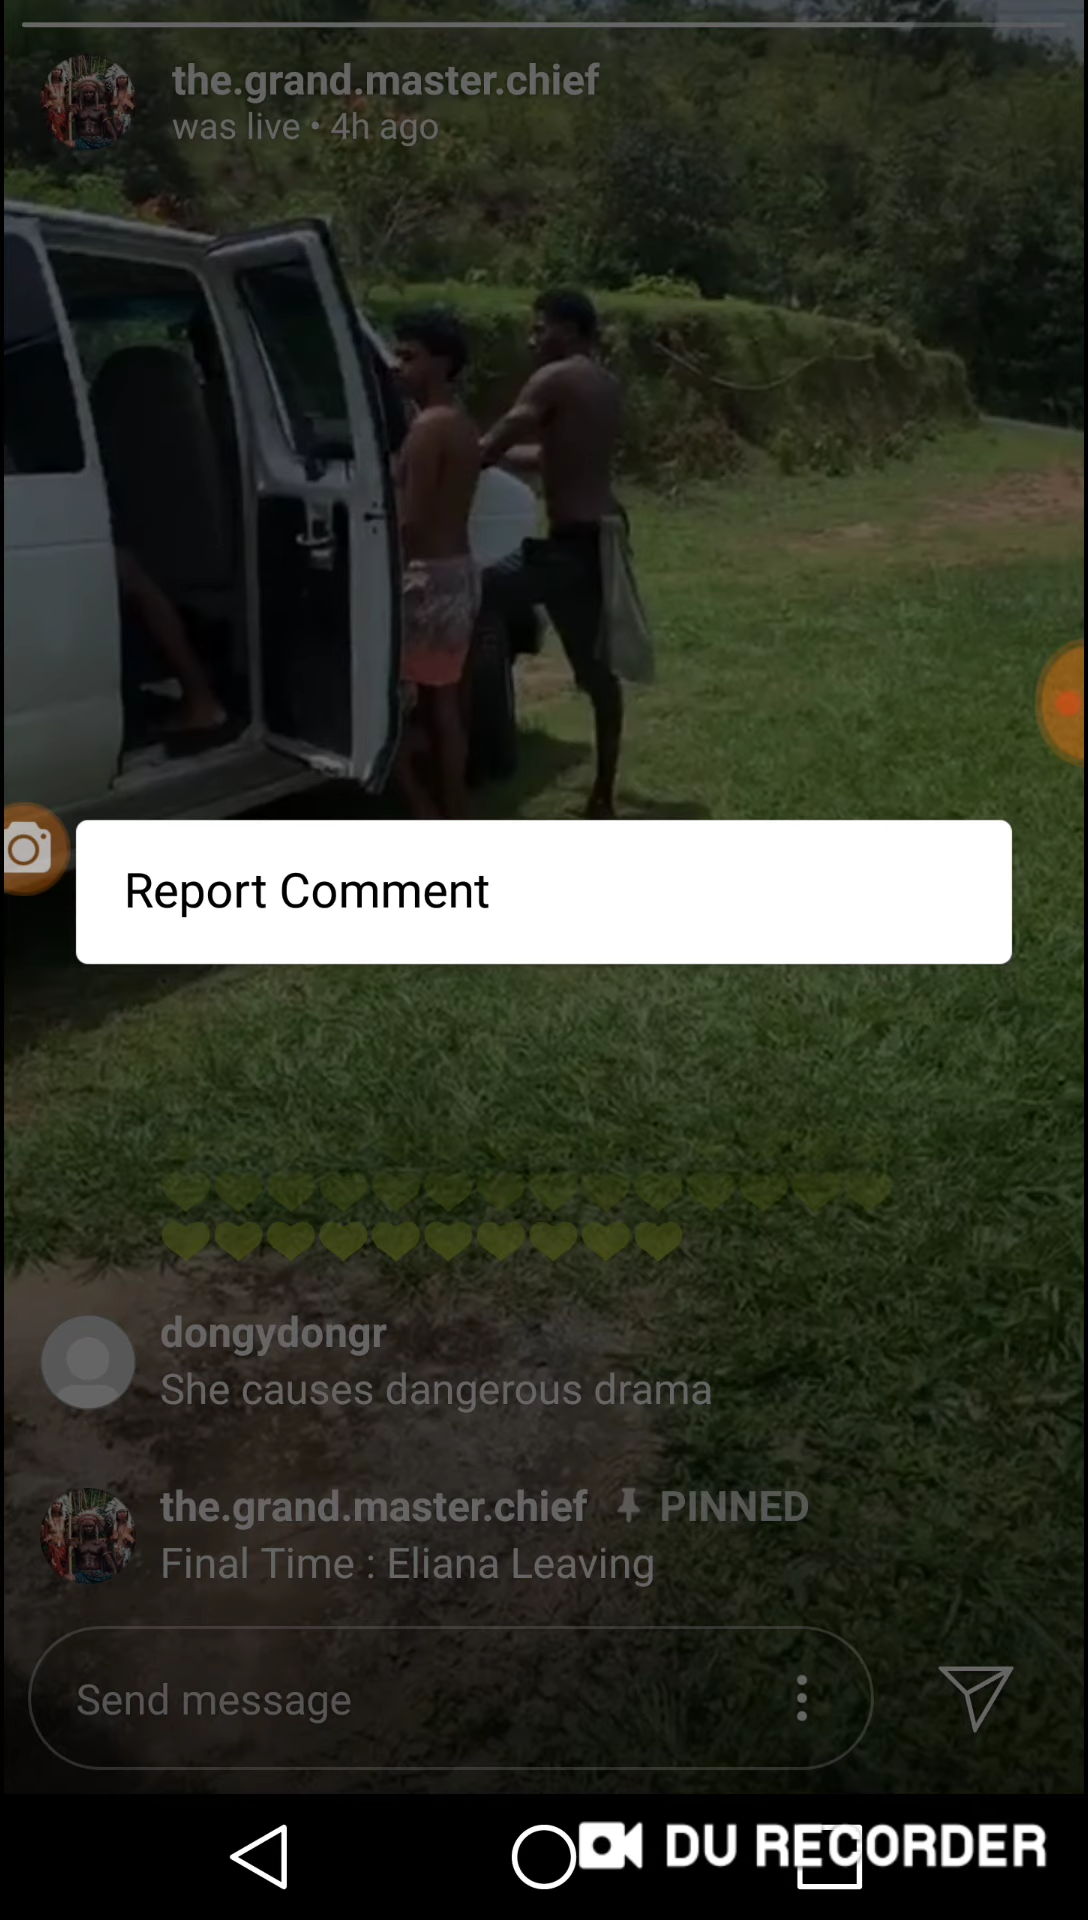 the.grand.master.chief
was live • 4h ago
Report Comment
dongydongr
She causes dangerous drama
the.grand.master.chief PINNED
Final Time : Eliana Leaving
Send message
DU RECORDER